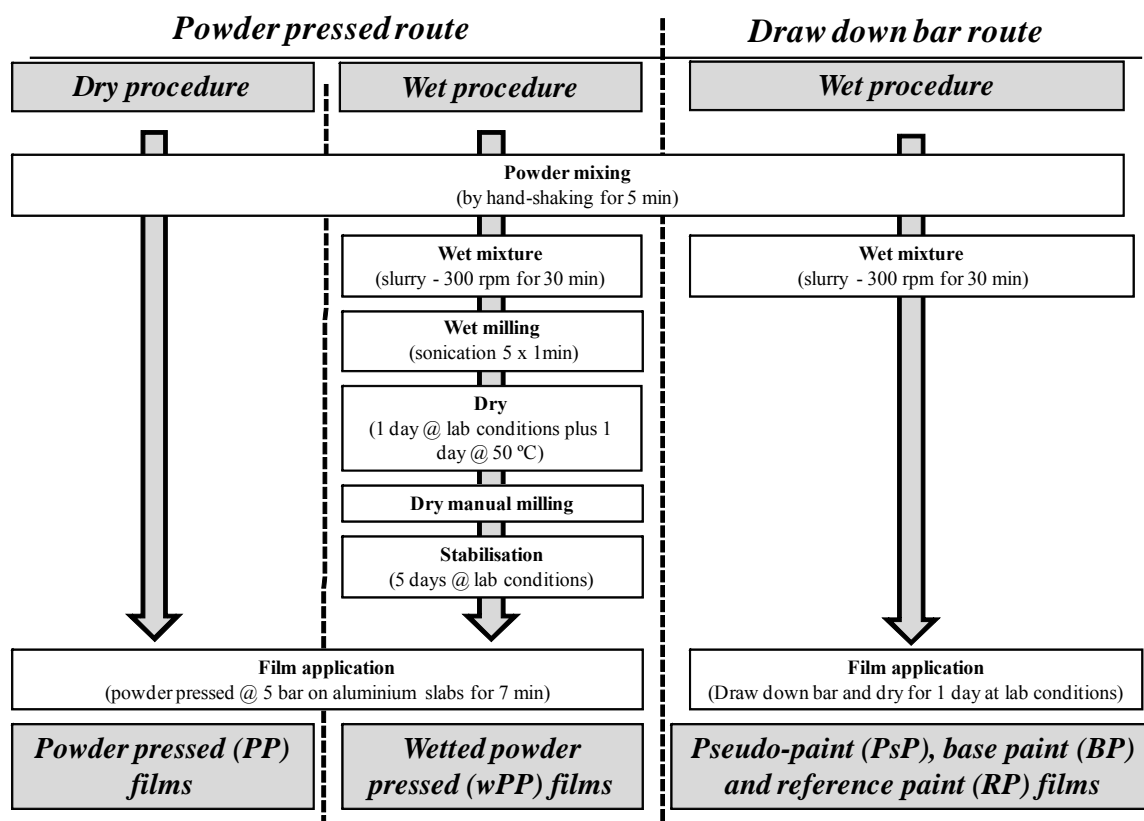 Powder pressed route
Draw down bar route
Dry procedure
Wet procedure
Wet procedure
Powder mixing
(by hand-shaking for 5 min)
Wet mixture
(slurry - 300 rpm for 30 min)
Wet mixture
(slurry - 300 rpm for 30 min)
Wet milling
(sonication 5 x 1min)
Dry
(1 day @ lab conditions plus 1
day @ 50 ºC)
Dry manual milling
Stabilisation
(5 days @ lab conditions)
Film application
(powder pressed @ 5 bar on aluminium slabs for 7 min)
Film application
(Draw down bar and dry for 1 day at lab conditions)
Powder pressed (PP)
films
Wetted powder
pressed (wPP) films
Pseudo-paint (PsP), base paint (BP)
and reference paint (RP) films